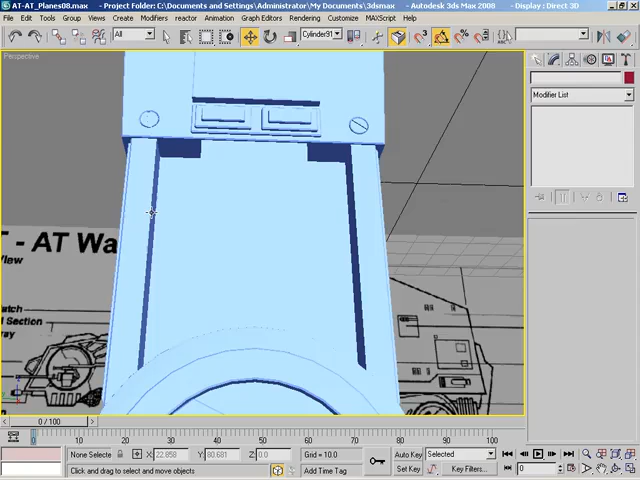 AT-AT_Planes08.max - Project Folder: C:\Documents and Settings\Administrator\My Documents\3dsmax - Autodesk 3ds Max 2008 - Display : Direct 3D
File Edit Tools Group Views Create Modifiers reactor Animation Graph Editors Rendering Customize MAXScript Help
All
Cylinder91
3
%
Perspective
Modifier List
T - AT Wa
View
atch
d Section
rture
0 / 100
0 10 20 30 40 50 60 70 80 90 100
None Selecte X: 22.858 Y: 80.681 Z: 0.0 Grid = 10.0 Auto Key Selected
Click and drag to select and move objects Add Time Tag Set Key Key Filters... 0